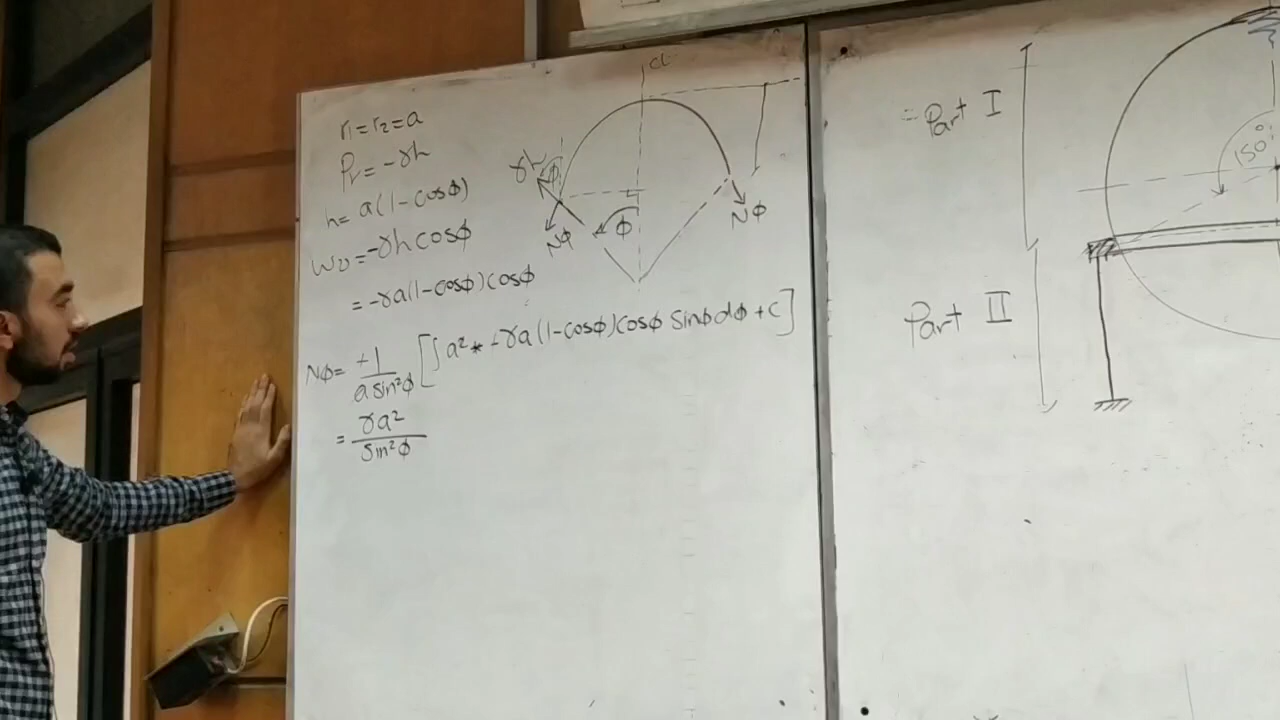 r1 = r2 = a
Pr = -γh
h = a(1-cosφ)
ωυ = -γh cosφ
= -γa(1-cosφ)cosφ
Nφ = +1/(a sin²φ) [∫a² * -γa(1-cosφ)cosφ sinφ dφ + C]
= γa²/sin²φ
CL
γh
φ
Nφ
φ
Nφ
= Part I
150°
Part II